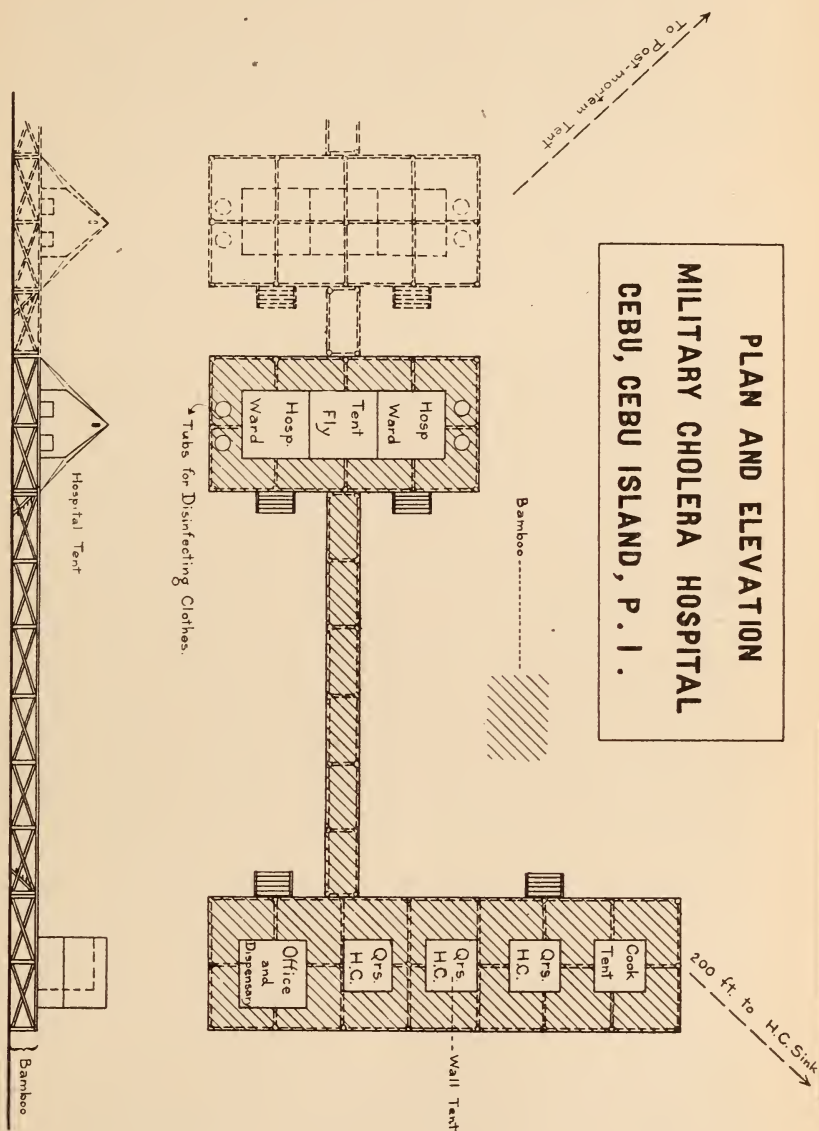 PLAN AND ELEVATION
MILITARY CHOLERA HOSPITAL
CEBU, CEBU ISLAND, P. I.
To Post-mortem Tent
200 ft. to H.C. Sink
Bamboo
Hosp
Ward
Tent
Fly
Hosp.
Ward
Tubs for Disinfecting Clothes.
Cook
Tent
Qrs.
H.C.
Qrs.
H.C.
Qrs.
H.C.
Office
and
Dispensary
Wall Tent
Hospital Tent
Bamboo